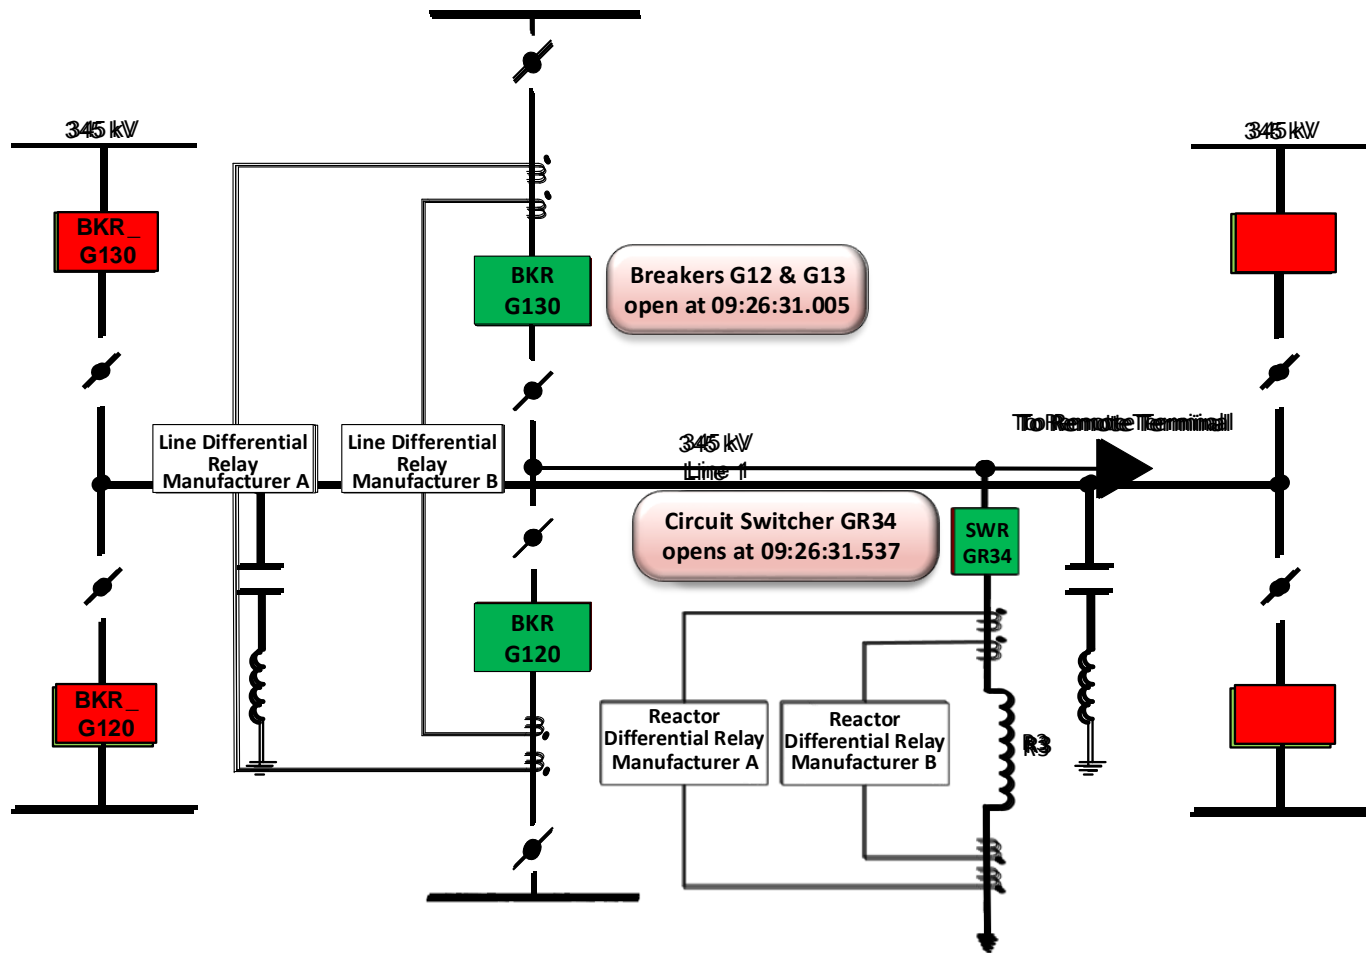 345 kV
345 kV
BKR_
G130
BKR
G130
Breakers G12 & G13
open at 09:26:31.005
To Remote Terminal
Line Differential
Relay
Manufacturer A
Line Differential
Relay
Manufacturer B
345 kV
Line 1
Circuit Switcher GR34
opens at 09:26:31.537
SWR
GR34
BKR
G120
BKR_
G120
Reactor
Differential Relay
Manufacturer A
Reactor
Differential Relay
Manufacturer B
R3